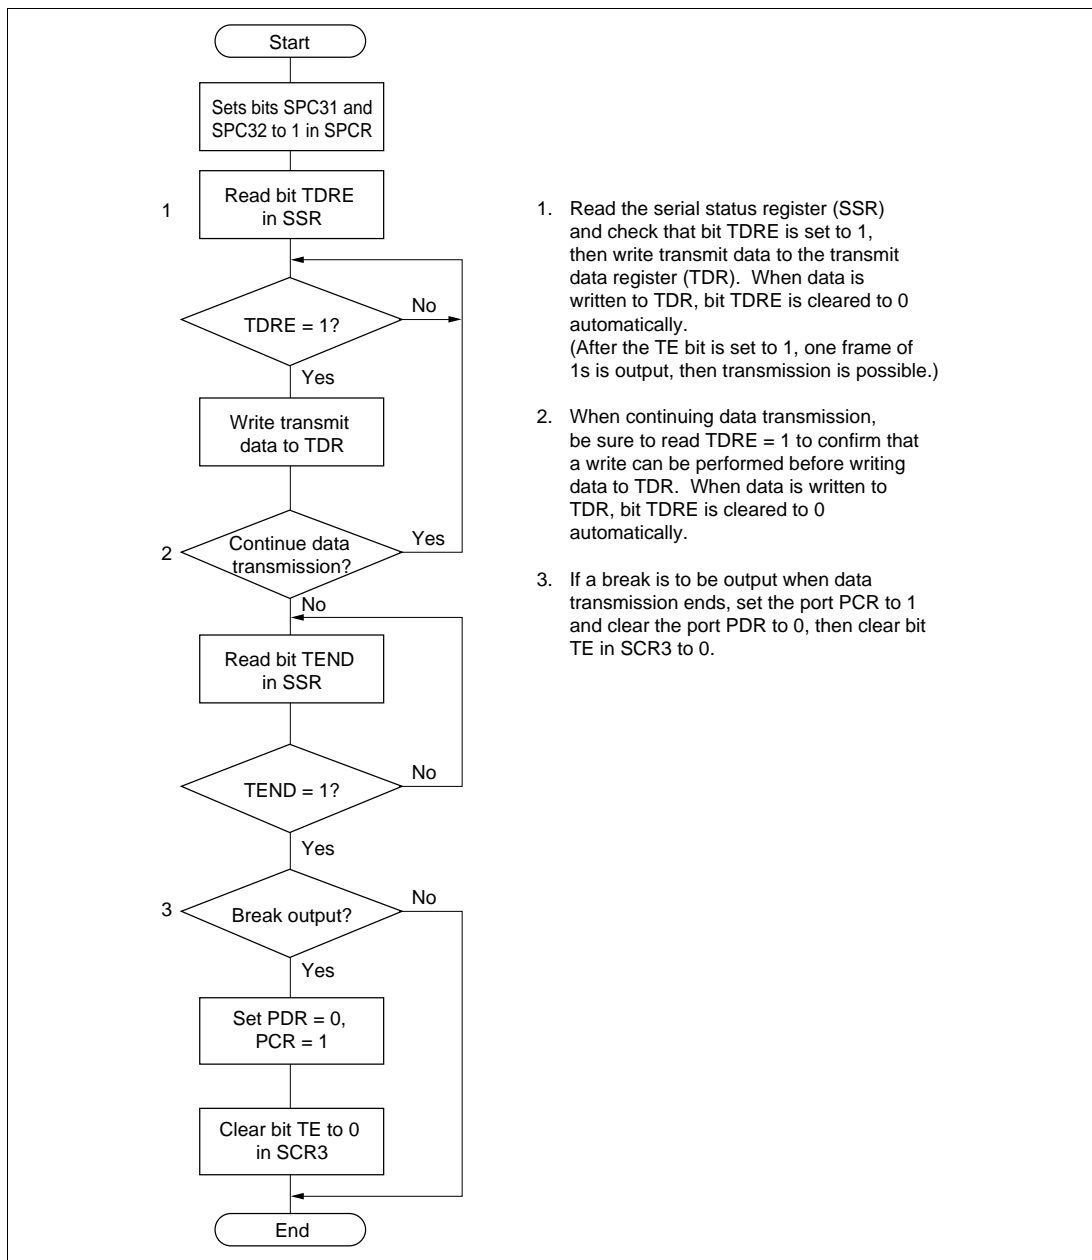 Start
Sets bits SPC31 and
SPC32 to 1 in SPCR
1
Read bit TDRE
in SSR
TDRE = 1?
No
Yes
Write transmit
data to TDR
2
Continue data
transmission?
Yes
No
Read bit TEND
in SSR
TEND = 1?
No
Yes
3
Break output?
No
Yes
Set PDR = 0,
PCR = 1
Clear bit TE to 0
in SCR3
End
1. Read the serial status register (SSR)
and check that bit TDRE is set to 1,
then write transmit data to the transmit
data register (TDR). When data is
written to TDR, bit TDRE is cleared to 0
automatically.
(After the TE bit is set to 1, one frame of
1s is output, then transmission is possible.)
2. When continuing data transmission,
be sure to read TDRE = 1 to confirm that
a write can be performed before writing
data to TDR. When data is written to
TDR, bit TDRE is cleared to 0
automatically.
3. If a break is to be output when data
transmission ends, set the port PCR to 1
and clear the port PDR to 0, then clear bit
TE in SCR3 to 0.